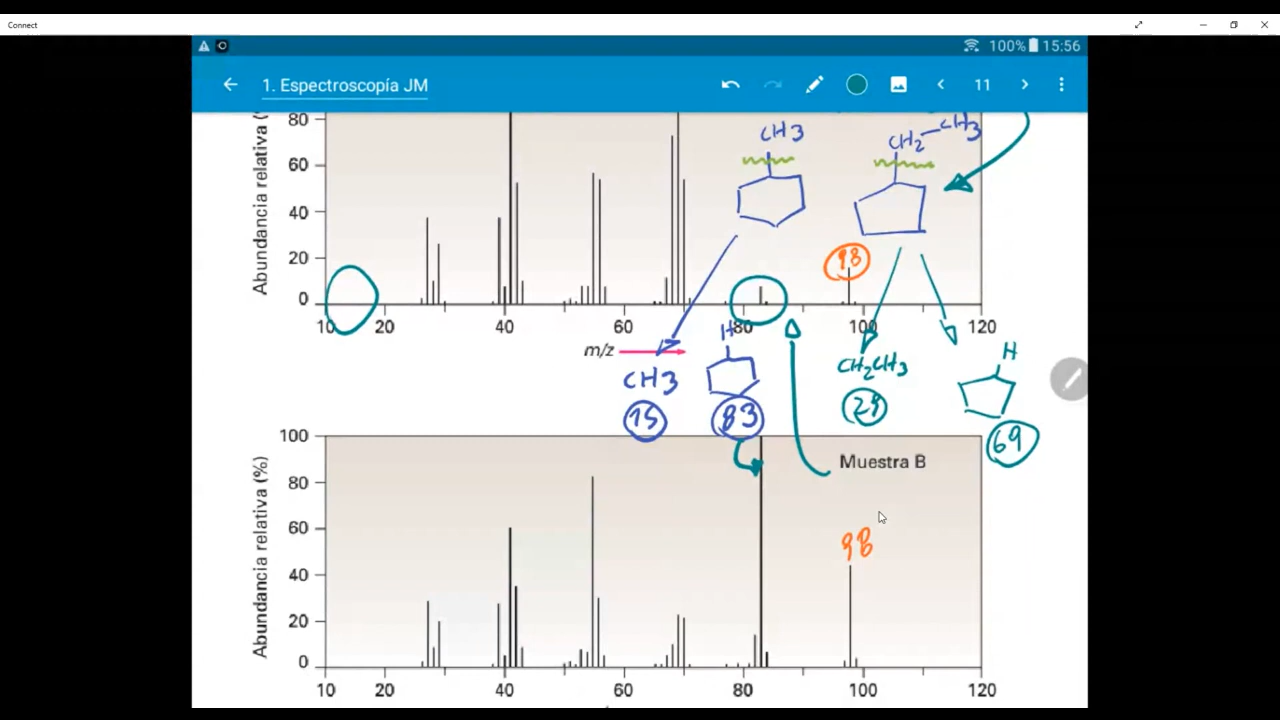 Connect
100% 15:56
1. Espectroscopía JM
11
80
60
40
20
0
Abundancia relativa (
CH3
CH2-CH3
98
10 20 40 60 80 100 120
m/z
H
CH3
CH2CH3
H
15
83
29
69
100
80
60
40
20
0
Abundancia relativa (%)
Muestra B
98
10 20 40 60 80 100 120